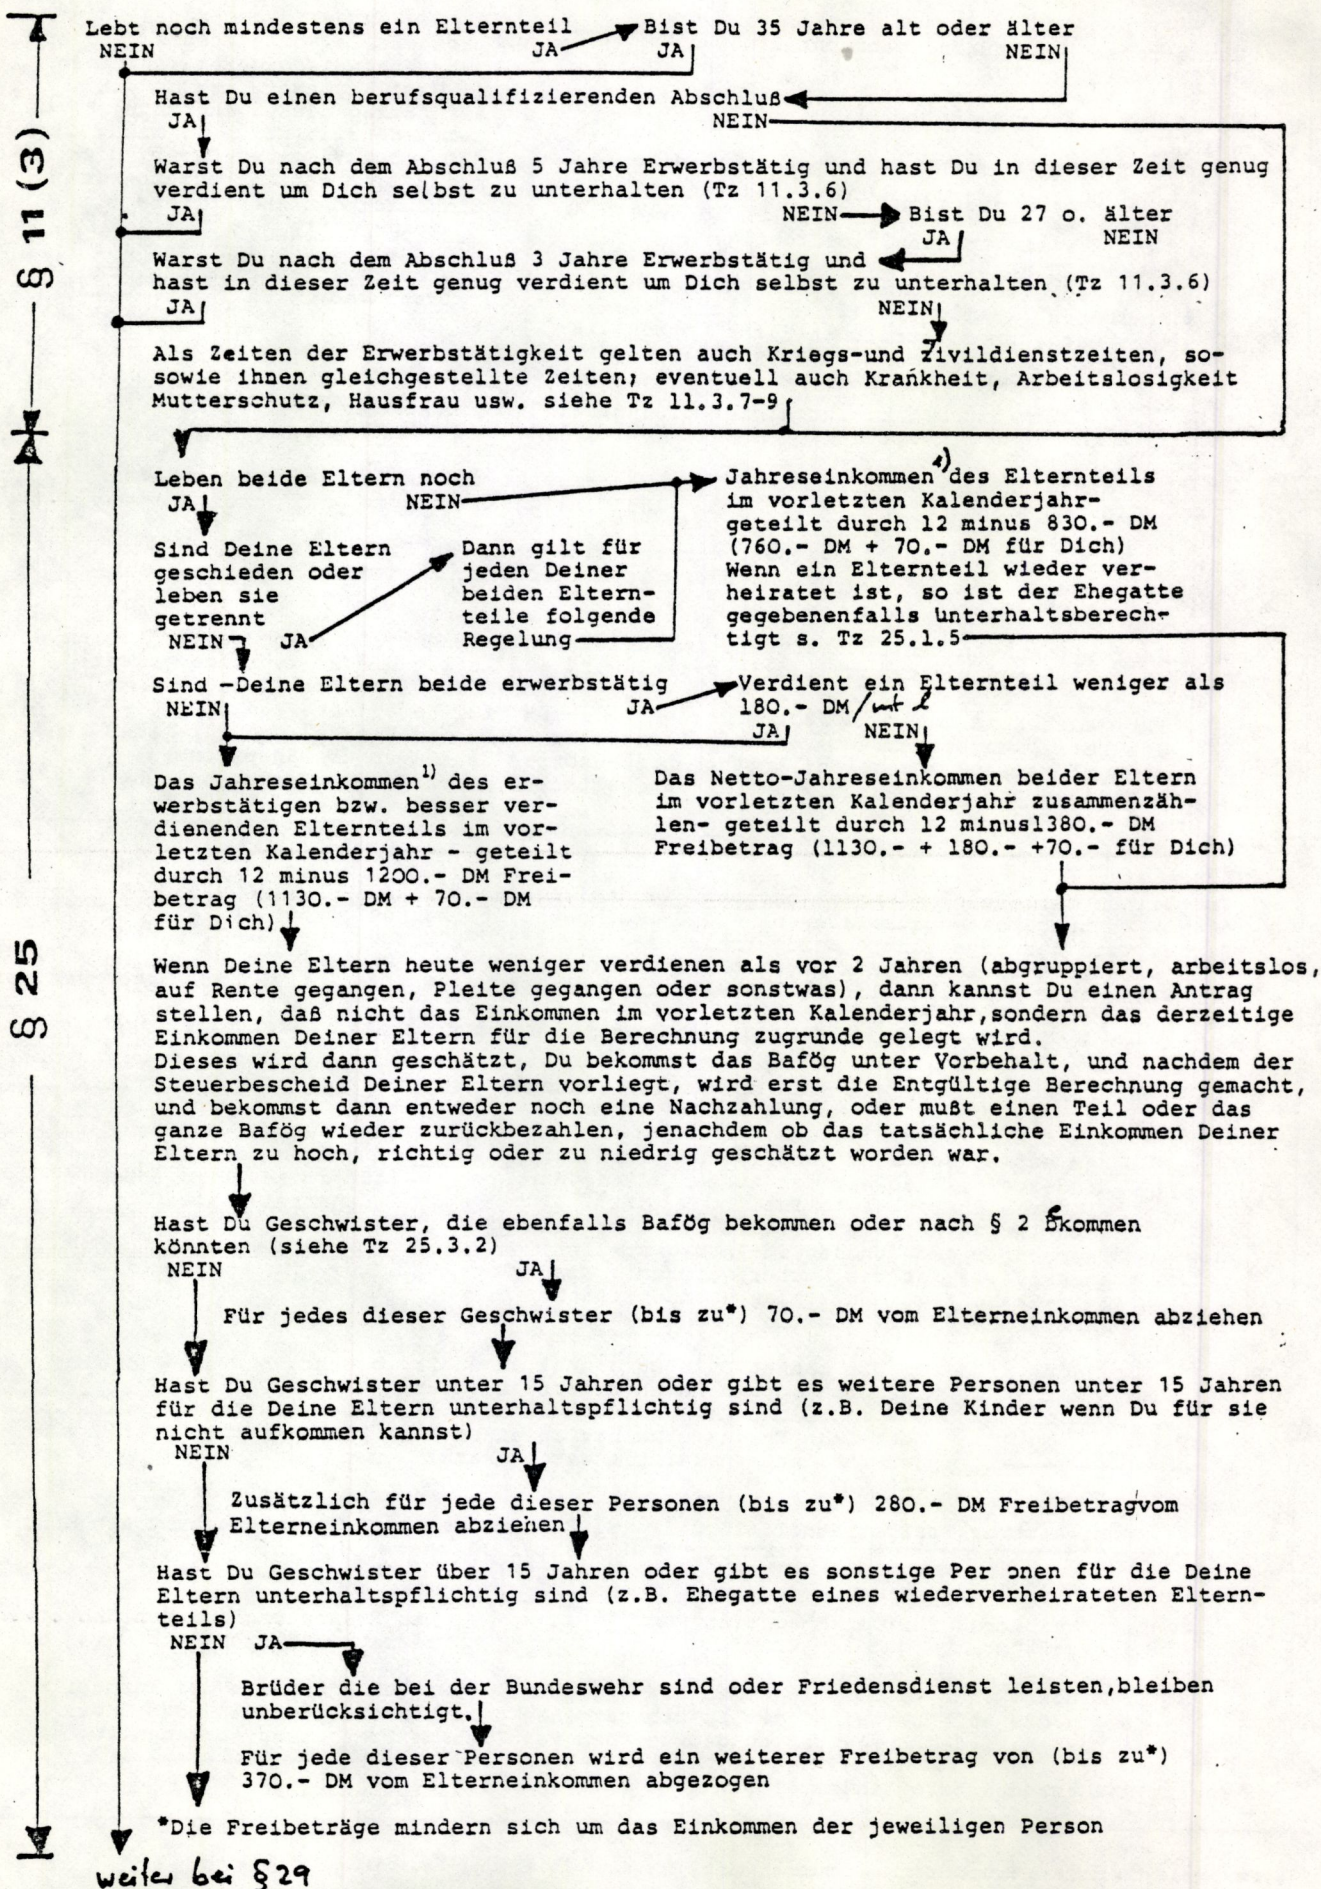 Lebt noch mindestens ein Elternteil Bist Du 35 Jahre alt oder älter
NEIN JA JA NEIN
Hast Du einen berufsqualifizierenden Abschluß
JA NEIN
Warst Du nach dem Abschluß 5 Jahre Erwerbstätig und hast Du in dieser Zeit genug
verdient um Dich selbst zu unterhalten (Tz 11.3.6)
JA NEIN Bist Du 27 o. älter
JA NEIN
Warst Du nach dem Abschluß 3 Jahre Erwerbstätig und
hast in dieser Zeit genug verdient um Dich selbst zu unterhalten (Tz 11.3.6)
JA NEIN
Als Zeiten der Erwerbstätigkeit gelten auch Kriegs-und Zivildienstzeiten, so-
sowie ihnen gleichgestellte Zeiten; eventuell auch Krankheit, Arbeitslosigkeit
Mutterschutz, Hausfrau usw. siehe Tz 11.3.7-9
§ 11(3)
Leben beide Eltern noch
JA NEIN
Jahreseinkommen1) des Elternteils
im vorletzten Kalenderjahr-
geteilt durch 12 minus 830.- DM
(760.- DM + 70.- DM für Dich)
Wenn ein Elternteil wieder ver-
heiratet ist, so ist der Ehegatte
gegebenenfalls unterhaltsberech-
tigt s. Tz 25.1.5
Sind Deine Eltern
geschieden oder
leben sie
getrennt
NEIN JA
Dann gilt für
jeden Deiner
beiden Eltern-
teile folgende
Regelung
Sind -Deine Eltern beide erwerbstätig
NEIN JA
Verdient ein Elternteil weniger als
180.- DM
JA NEIN
Das Jahreseinkommen1) des er-
werbstätigen bzw. besser ver-
dienenden Elternteils im vor-
letzten Kalenderjahr - geteilt
durch 12 minus 1200.- DM Frei-
betrag (1130.- DM + 70.- DM
für Dich)
Das Netto-Jahreseinkommen beider Eltern
im vorletzten Kalenderjahr zusammenzäh-
len- geteilt durch 12 minus1380.- DM
Freibetrag (1130.- + 180.- +70.- für Dich)
§ 25
Wenn Deine Eltern heute weniger verdienen als vor 2 Jahren (abgruppiert, arbeitslos,
auf Rente gegangen, Pleite gegangen oder sonstwas), dann kannst Du einen Antrag
stellen, daß nicht das Einkommen im vorletzten Kalenderjahr,sondern das derzeitige
Einkommen Deiner Eltern für die Berechnung zugrunde gelegt wird.
Dieses wird dann geschätzt, Du bekommst das Bafög unter Vorbehalt, und nachdem der
Steuerbescheid Deiner Eltern vorliegt, wird erst die Entgültige Berechnung gemacht,
und bekommst dann entweder noch eine Nachzahlung, oder mußt einen Teil oder das
ganze Bafög wieder zurückbezahlen, jenachdem ob das tatsächliche Einkommen Deiner
Eltern zu hoch, richtig oder zu niedrig geschätzt worden war.
Hast Du Geschwister, die ebenfalls Bafög bekommen oder nach § 2 bekommen
könnten (siehe Tz 25.3.2)
NEIN JA
Für jedes dieser Geschwister (bis zu*) 70.- DM vom Elterneinkommen abziehen
Hast Du Geschwister unter 15 Jahren oder gibt es weitere Personen unter 15 Jahren
für die Deine Eltern unterhaltspflichtig sind (z.B. Deine Kinder wenn Du für sie
nicht aufkommen kannst)
NEIN JA
Zusätzlich für jede dieser Personen (bis zu*) 280.- DM Freibetrag vom
Elterneinkommen abziehen
Hast Du Geschwister über 15 Jahren oder gibt es sonstige Personen für die Deine
Eltern unterhaltspflichtig sind (z.B. Ehegatte eines wiederverheirateten Eltern-
teils)
NEIN JA
Brüder die bei der Bundeswehr sind oder Friedensdienst leisten,bleiben
unberücksichtigt.
Für jede dieser Personen wird ein weiterer Freibetrag von (bis zu*)
370.- DM vom Elterneinkommen abgezogen
*Die Freibeträge mindern sich um das Einkommen der jeweiligen Person
weiter bei § 29